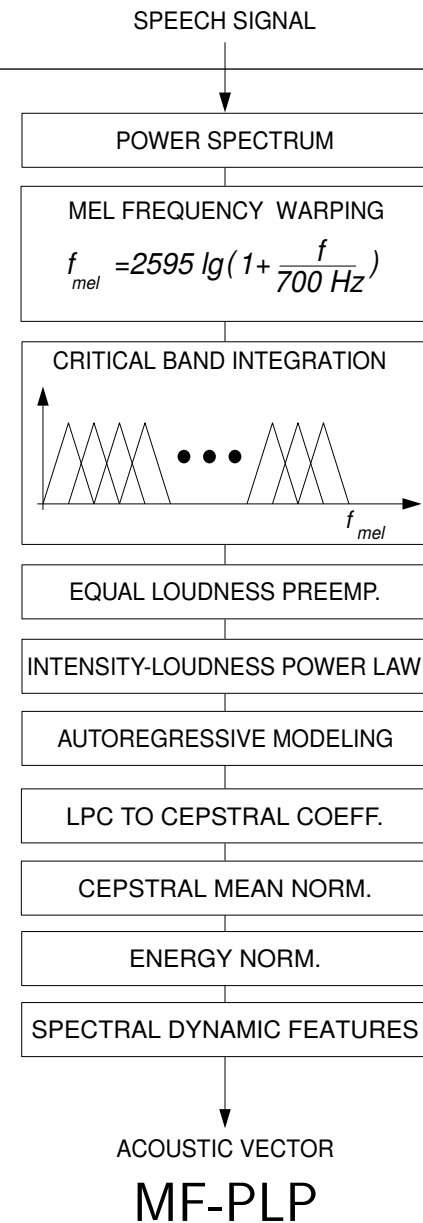 SPEECH SIGNAL
POWER SPECTRUM
MEL FREQUENCY WARPING
f_mel =2595 lg( 1+ f / 700 Hz )
CRITICAL BAND INTEGRATION
f_mel
EQUAL LOUDNESS PREEMP.
INTENSITY-LOUDNESS POWER LAW
AUTOREGRESSIVE MODELING
LPC TO CEPSTRAL COEFF.
CEPSTRAL MEAN NORM.
ENERGY NORM.
SPECTRAL DYNAMIC FEATURES
ACOUSTIC VECTOR
MF-PLP